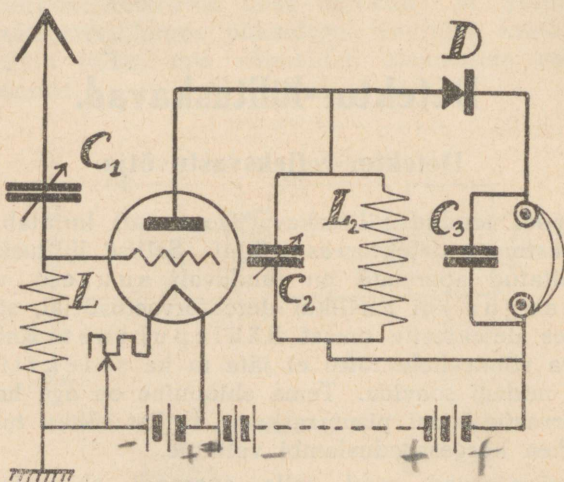 D
C₁
L₂
C₃
L
C₂
- + + - + +